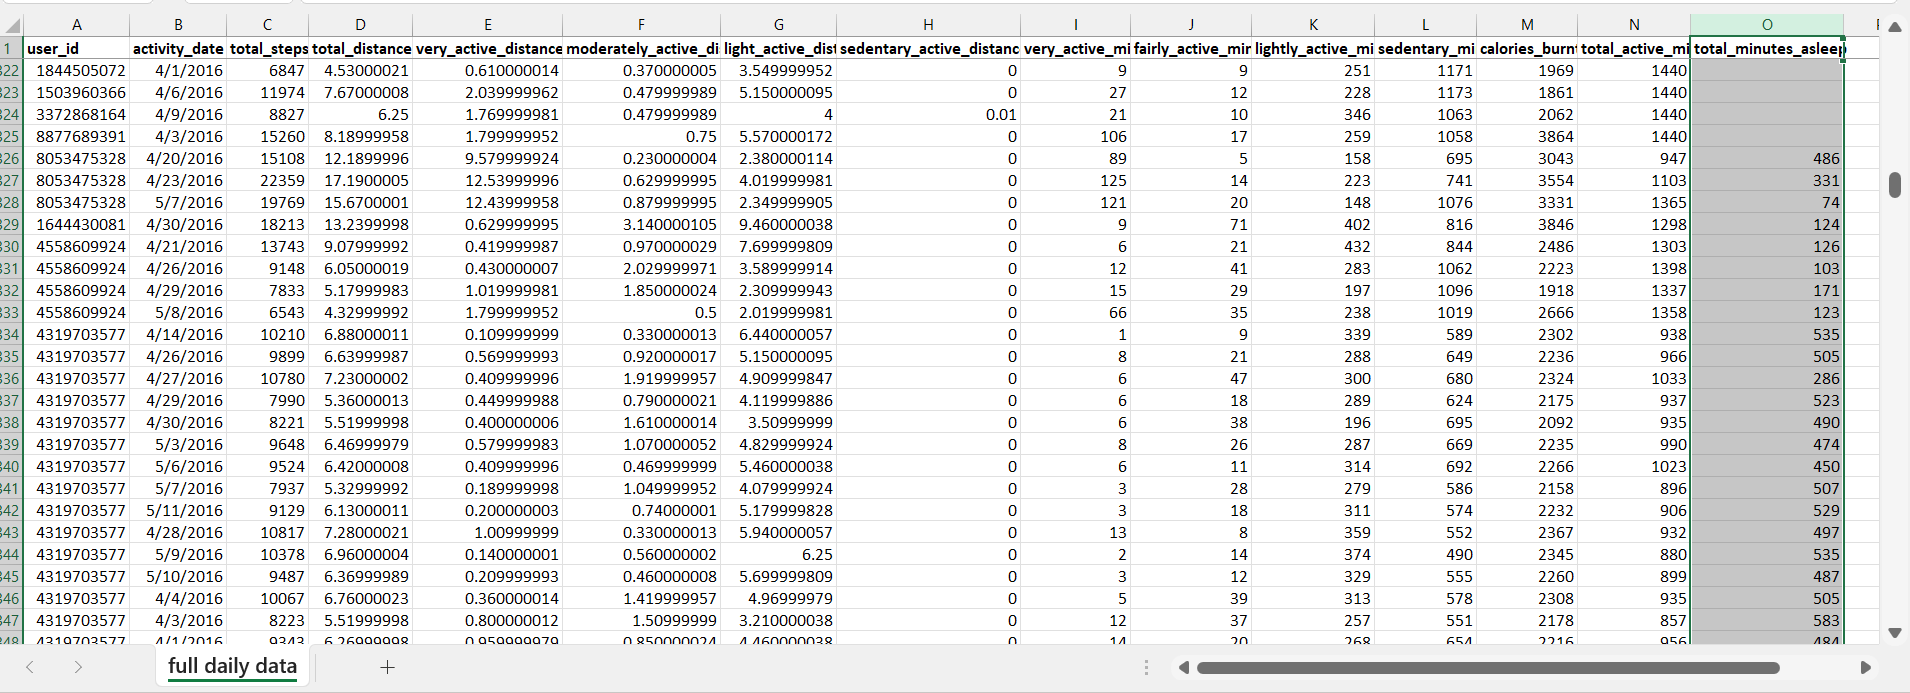 A B C D E F G H I J K L M N O
1 user_id activity_date total_steps total_distance very_active_distance moderately_active_di light_active_dist sedentary_active_distanc very_active_mi fairly_active_mir lightly_active_mi sedentary_mi calories_burnt total_active_mi total_minutes_asleep
322 1844505072 4/1/2016 6847 4.53000021 0.610000014 0.370000005 3.549999952 0 9 9 251 1171 1969 1440
323 1503960366 4/6/2016 11974 7.67000008 2.039999962 0.479999989 5.150000095 0 27 12 228 1173 1861 1440
324 3372868164 4/9/2016 8827 6.25 1.769999981 0.479999989 4 0.01 21 10 346 1063 2062 1440
325 8877689391 4/3/2016 15260 8.18999958 1.799999952 0.75 5.570000172 0 106 17 259 1058 3864 1440
326 8053475328 4/20/2016 15108 12.1899996 9.579999924 0.230000004 2.380000114 0 89 5 158 695 3043 947 486
327 8053475328 4/23/2016 22359 17.1900005 12.53999996 0.629999995 4.019999981 0 125 14 223 741 3554 1103 331
328 8053475328 5/7/2016 19769 15.6700001 12.43999958 0.879999995 2.349999905 0 121 20 148 1076 3331 1365 74
329 1644430081 4/30/2016 18213 13.2399998 0.629999995 3.140000105 9.460000038 0 9 71 402 816 3846 1298 124
330 4558609924 4/21/2016 13743 9.07999992 0.419999987 0.970000029 7.699999809 0 6 21 432 844 2486 1303 126
331 4558609924 4/26/2016 9148 6.05000019 0.430000007 2.029999971 3.589999914 0 12 41 283 1062 2223 1398 103
332 4558609924 4/29/2016 7833 5.17999983 1.019999981 1.850000024 2.309999943 0 15 29 197 1096 1918 1337 171
333 4558609924 5/8/2016 6543 4.32999992 1.799999952 0.5 2.019999981 0 66 35 238 1019 2666 1358 123
334 4319703577 4/14/2016 10210 6.88000011 0.109999999 0.330000013 6.440000057 0 1 9 339 589 2302 938 535
335 4319703577 4/26/2016 9899 6.63999987 0.569999993 0.920000017 5.150000095 0 8 21 288 649 2236 966 505
336 4319703577 4/27/2016 10780 7.23000002 0.409999996 1.919999957 4.909999847 0 6 47 300 680 2324 1033 286
337 4319703577 4/29/2016 7990 5.36000013 0.449999988 0.790000021 4.119999886 0 6 18 289 624 2175 937 523
338 4319703577 4/30/2016 8221 5.51999998 0.400000006 1.610000014 3.50999999 0 6 38 196 695 2092 935 490
339 4319703577 5/3/2016 9648 6.46999979 0.579999983 1.070000052 4.829999924 0 8 26 287 669 2235 990 474
340 4319703577 5/6/2016 9524 6.42000008 0.409999996 0.469999999 5.460000038 0 6 11 314 692 2266 1023 450
341 4319703577 5/7/2016 7937 5.32999992 0.189999998 1.049999952 4.079999924 0 3 28 279 586 2158 896 507
342 4319703577 5/11/2016 9129 6.13000011 0.200000003 0.74000001 5.179999828 0 3 18 311 574 2232 906 529
343 4319703577 4/28/2016 10817 7.28000021 1.00999999 0.330000013 5.940000057 0 13 8 359 552 2367 932 497
344 4319703577 5/9/2016 10378 6.96000004 0.140000001 0.560000002 6.25 0 2 14 374 490 2345 880 535
345 4319703577 5/10/2016 9487 6.36999989 0.209999993 0.460000008 5.699999809 0 3 12 329 555 2260 899 487
346 4319703577 4/4/2016 10067 6.76000023 0.360000014 1.419999957 4.96999979 0 5 39 313 578 2308 935 505
347 4319703577 4/3/2016 8223 5.51999998 0.800000012 1.50999999 3.210000038 0 12 37 257 551 2178 857 583
348 4319703577 4/1/2016 9343 6.26999998 0.959999979 0.850000024 4.460000038 0 14 20 268 654 2216 956 484
full daily data